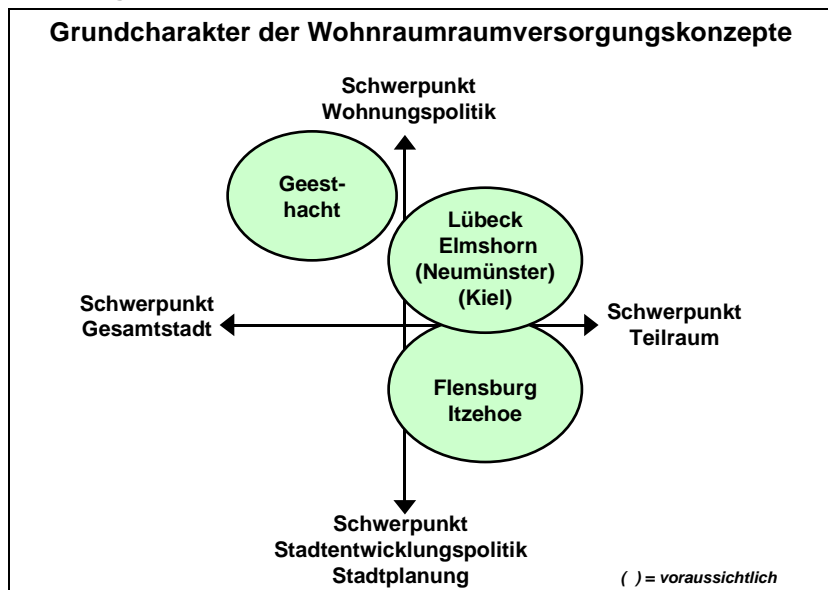 Grundcharakter der Wohnraumraumversorgungskonzepte
Schwerpunkt
Wohnungspolitik
Geest-
hacht
Lübeck
Elmshorn
(Neumünster)
(Kiel)
Schwerpunkt
Gesamtstadt
Schwerpunkt
Teilraum
Flensburg
Itzehoe
Schwerpunkt
Stadtentwicklungspolitik
Stadtplanung
( ) = voraussichtlich